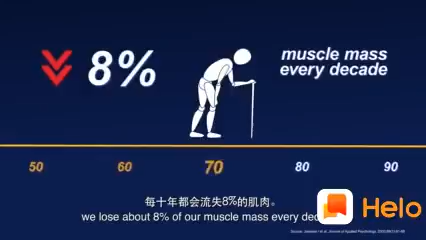 8%
muscle mass
every decade
50 60 70 80 90
每十年都会流失8%的肌肉。
we lose about 8% of our muscle mass every
Helo